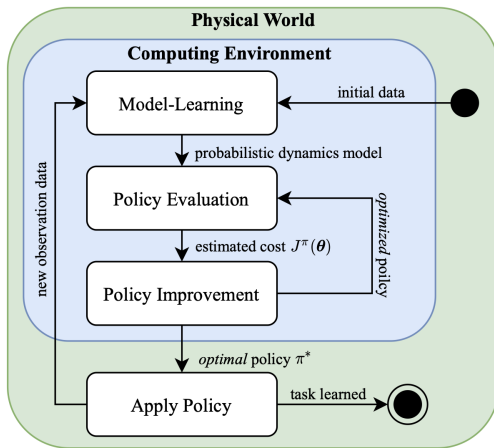 Physical World
Computing Environment
Model-Learning
initial data
probabilistic dynamics model
Policy Evaluation
estimated cost J^π(θ)
optimized poilcy
Policy Improvement
new observation data
optimal policy π*
Apply Policy
task learned